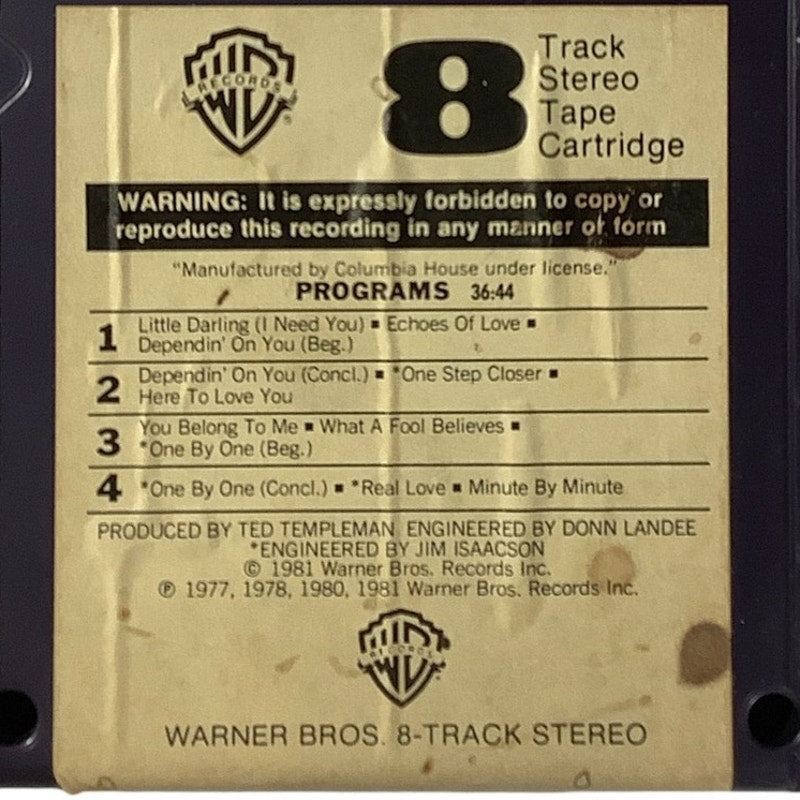 WB
RECORDS
®
8
Track
Stereo
Tape
Cartridge
WARNING: It is expressly forbidden to copy or
reproduce this recording in any manner or form
"Manufactured by Columbia House under license."
PROGRAMS 36:44
1 Little Darling (I Need You) ▪ Echoes Of Love ▪
Dependin' On You (Beg.)
2 Dependin' On You (Concl.) ▪ *One Step Closer ▪
Here To Love You
3 You Belong To Me ▪ What A Fool Believes ▪
*One By One (Beg.)
4 *One By One (Concl.) ▪ *Real Love ▪ Minute By Minute
PRODUCED BY TED TEMPLEMAN ENGINEERED BY DONN LANDEE
*ENGINEERED BY JIM ISAACSON
© 1981 Warner Bros. Records Inc.
℗ 1977, 1978, 1980, 1981 Warner Bros. Records Inc.
WB
RECORDS
®
WARNER BROS. 8-TRACK STEREO